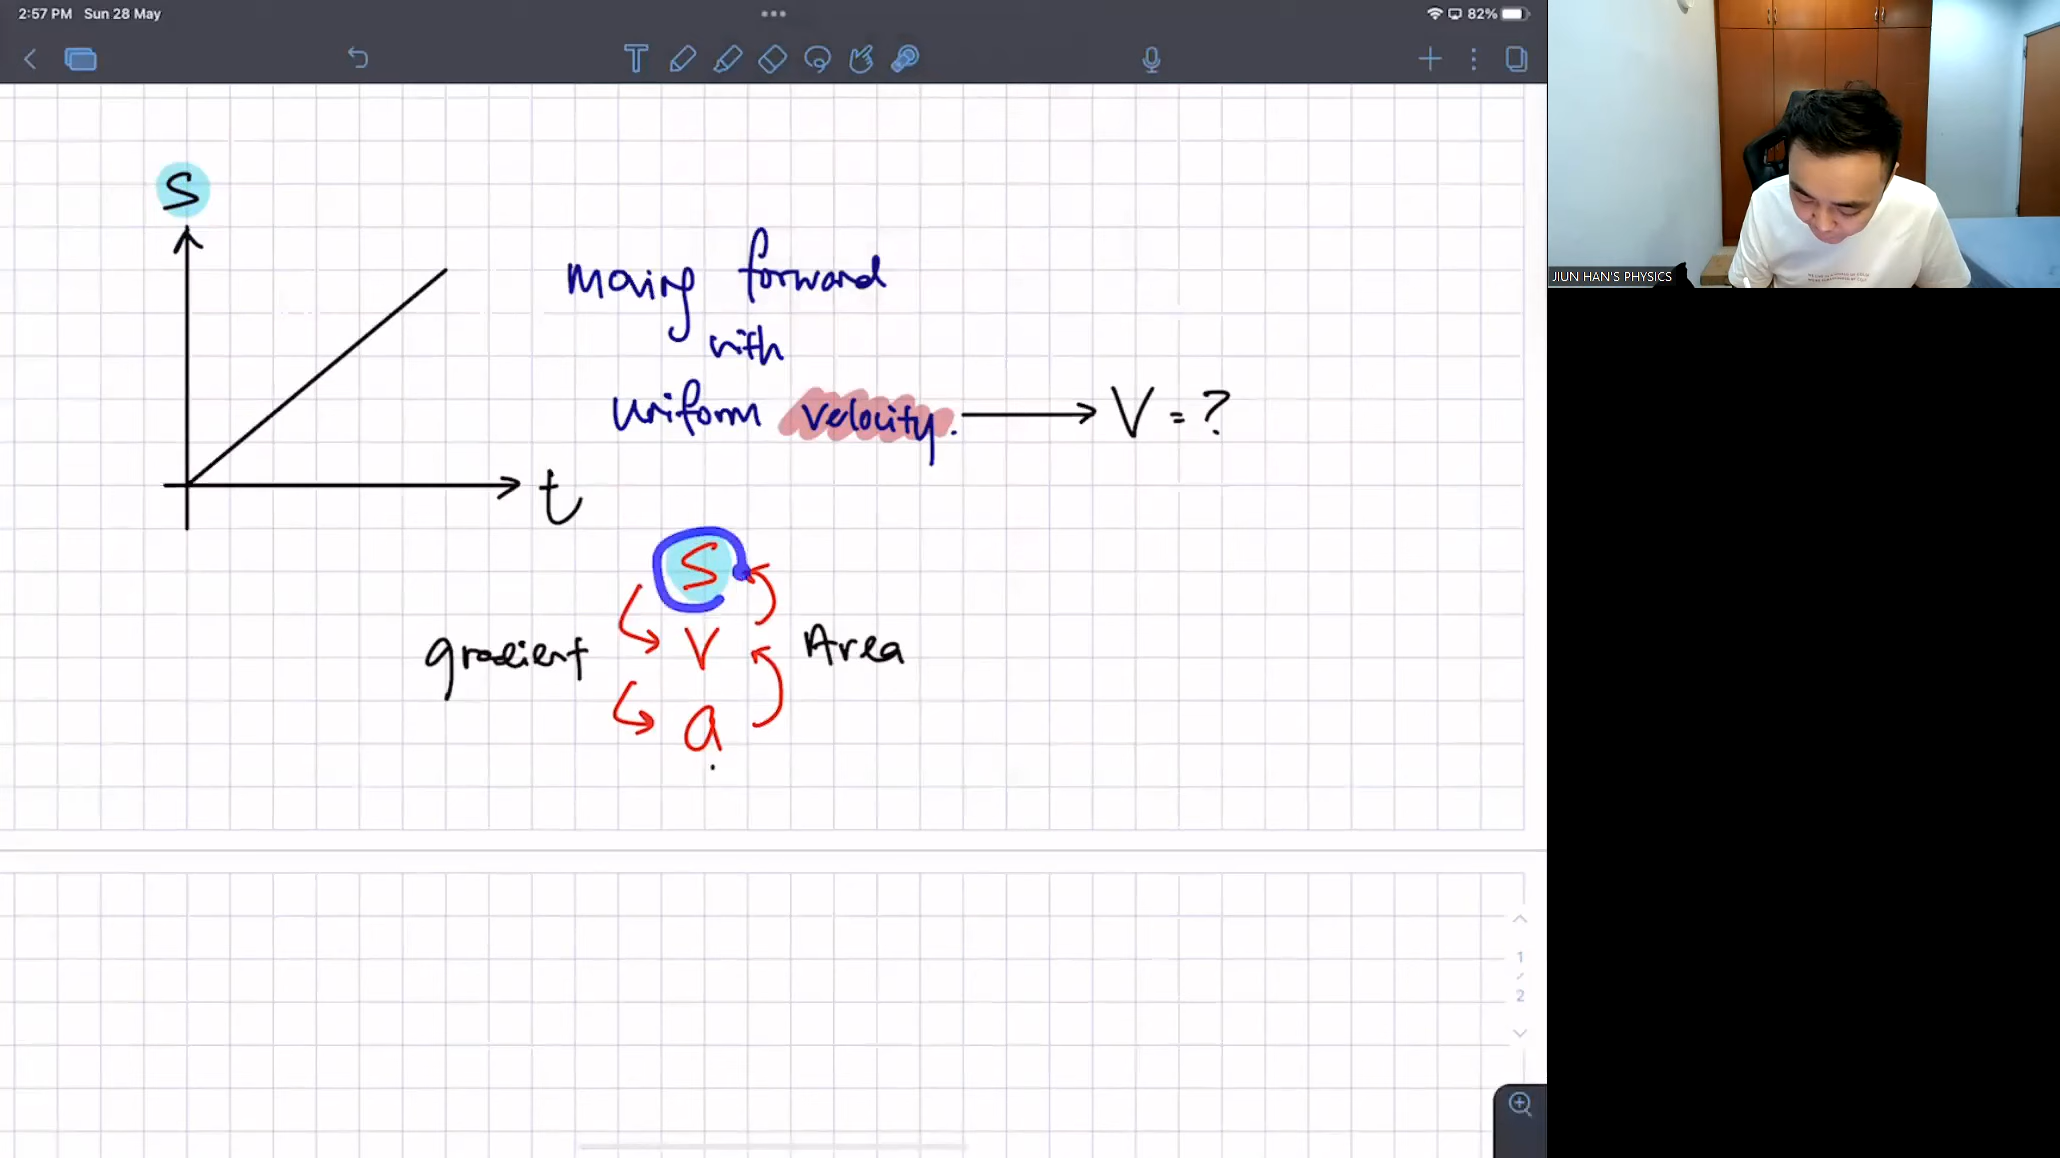 2:57 PM Sun 28 May
82%
S
moving forward
with
uniform velocity. V = ?
t
S
gradient V Area
a
JIUN HAN'S PHYSICS
1
2